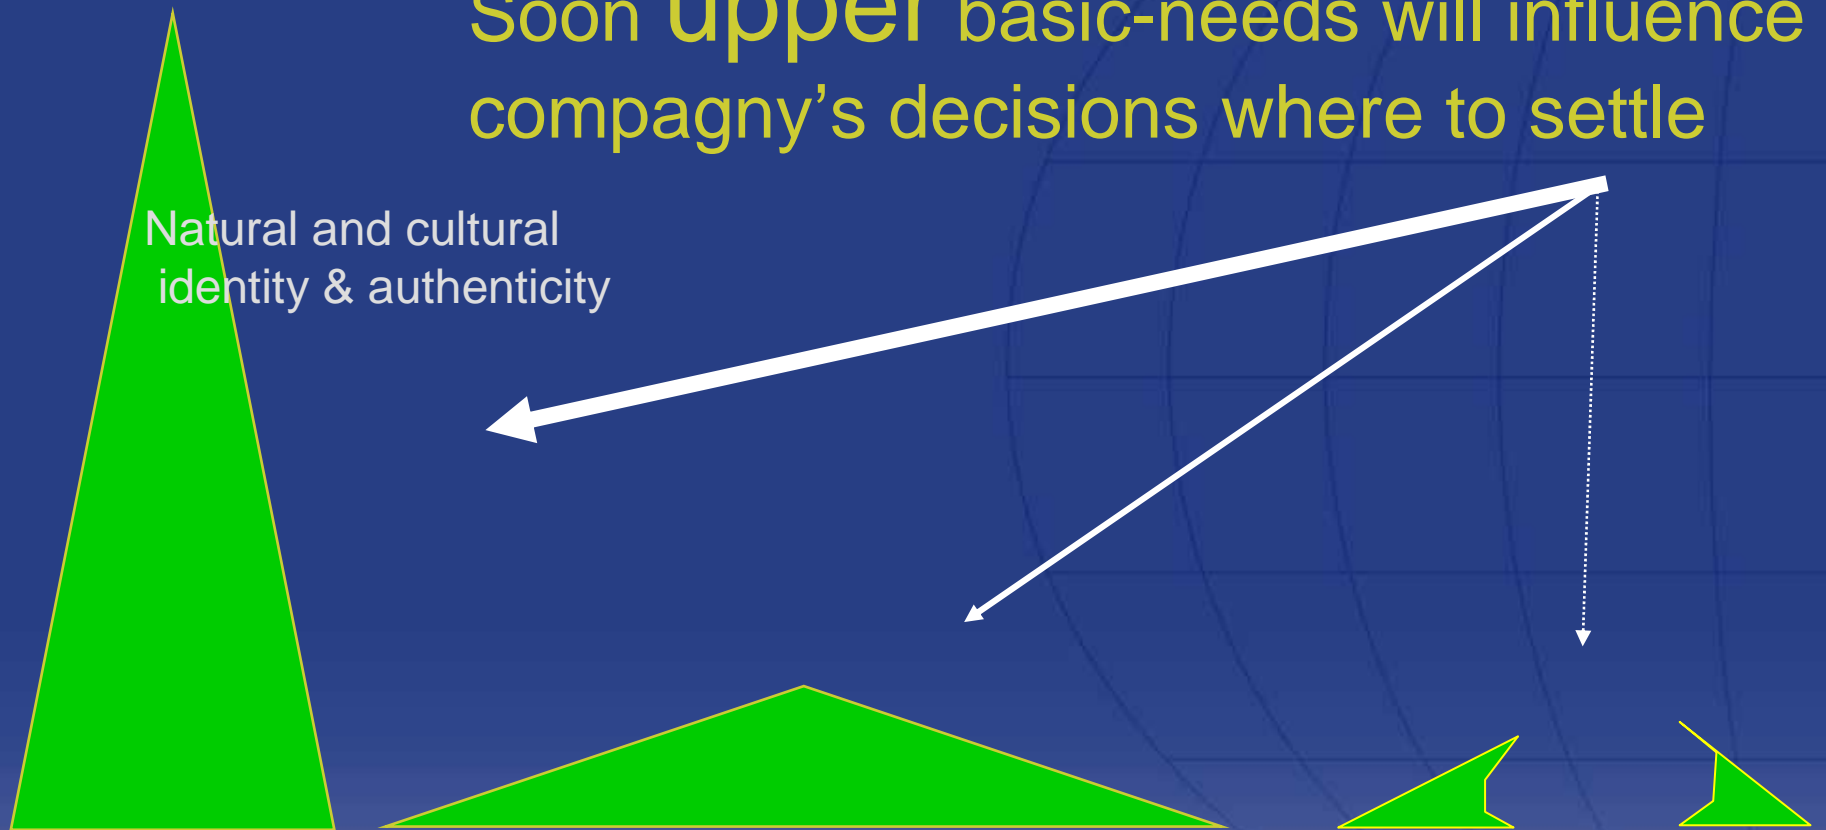 Soon upper basic-needs will influence
compagny's decisions where to settle
Natural and cultural
identity & authenticity